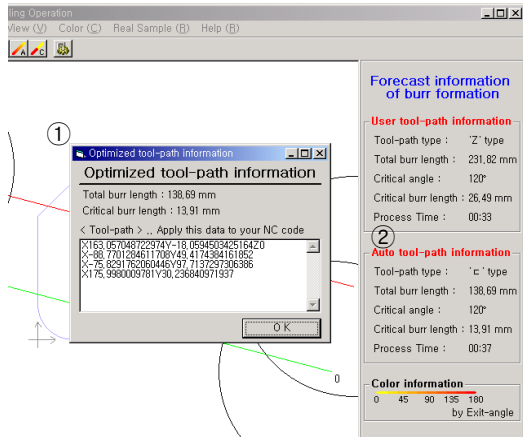 ling Operation
View (V) Color (C) Real Sample (R) Help (R)
A C
①
Optimized tool-path information
Optimized tool-path information
Total burr length : 138,69 mm
Critical burr length : 13,91 mm
< Tool-path > .. Apply this data to your NC code
X163,057048722974Y-18,0594503425164Z0
X-88,7701284611708Y49,4174384161852
X-75,8291762060446Y97,7137297306386
X175,9980009781Y30,236840971937
OK
0
Forecast information
of burr formation
User tool-path information
Tool-path type : 'Z' type
Total burr length : 231,82 mm
Critical angle : 120°
Critical burr length : 26,49 mm
Process Time : 00:33
②
Auto tool-path information
Tool-path type : 'ㄷ' type
Total burr length : 138,69 mm
Critical angle : 120°
Critical burr length : 13,91 mm
Process Time : 00:37
Color information
0 45 90 135 180
by Exit-angle